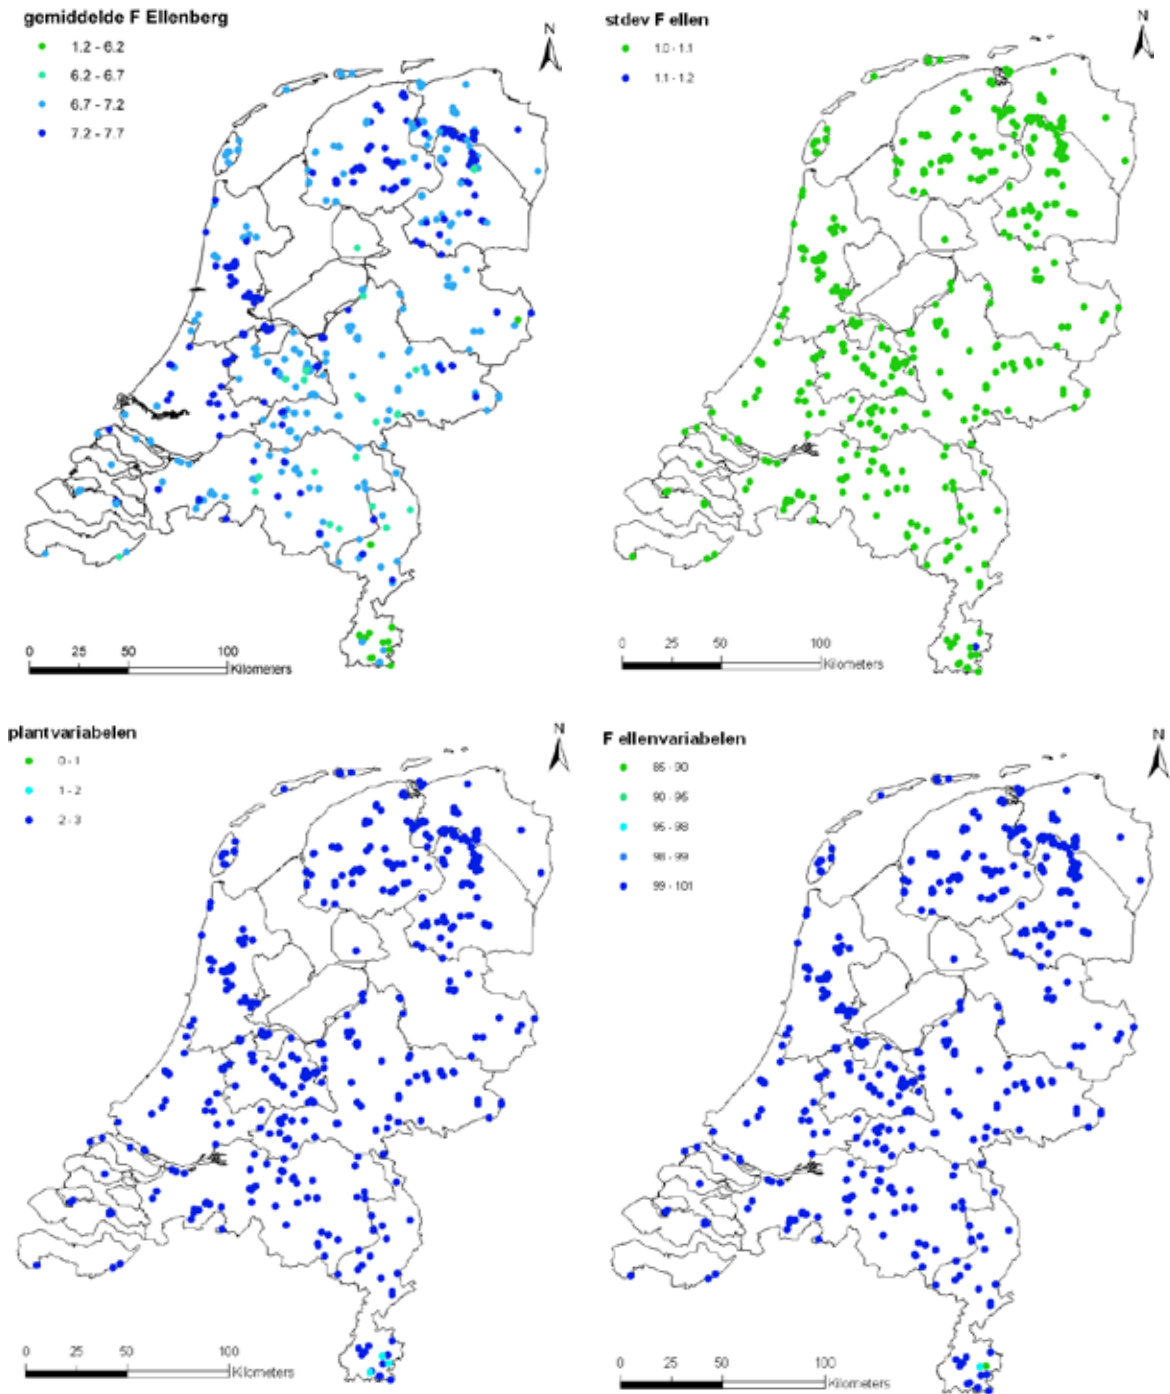 gemiddelde F Ellenberg
1.2 - 6.2
6.2 - 6.7
6.7 - 7.2
7.2 - 7.7
N
0 25 50 100
Kilometers
stdev F ellen
1.0 - 1.1
1.1 - 1.2
N
0 25 50 100
Kilometers
plantvariabelen
0 - 1
1 - 2
2 - 3
N
0 25 50 100
Kilometers
F ellenvariabelen
85 - 90
90 - 95
95 - 98
98 - 99
99 - 101
N
0 25 50 100
Kilometers